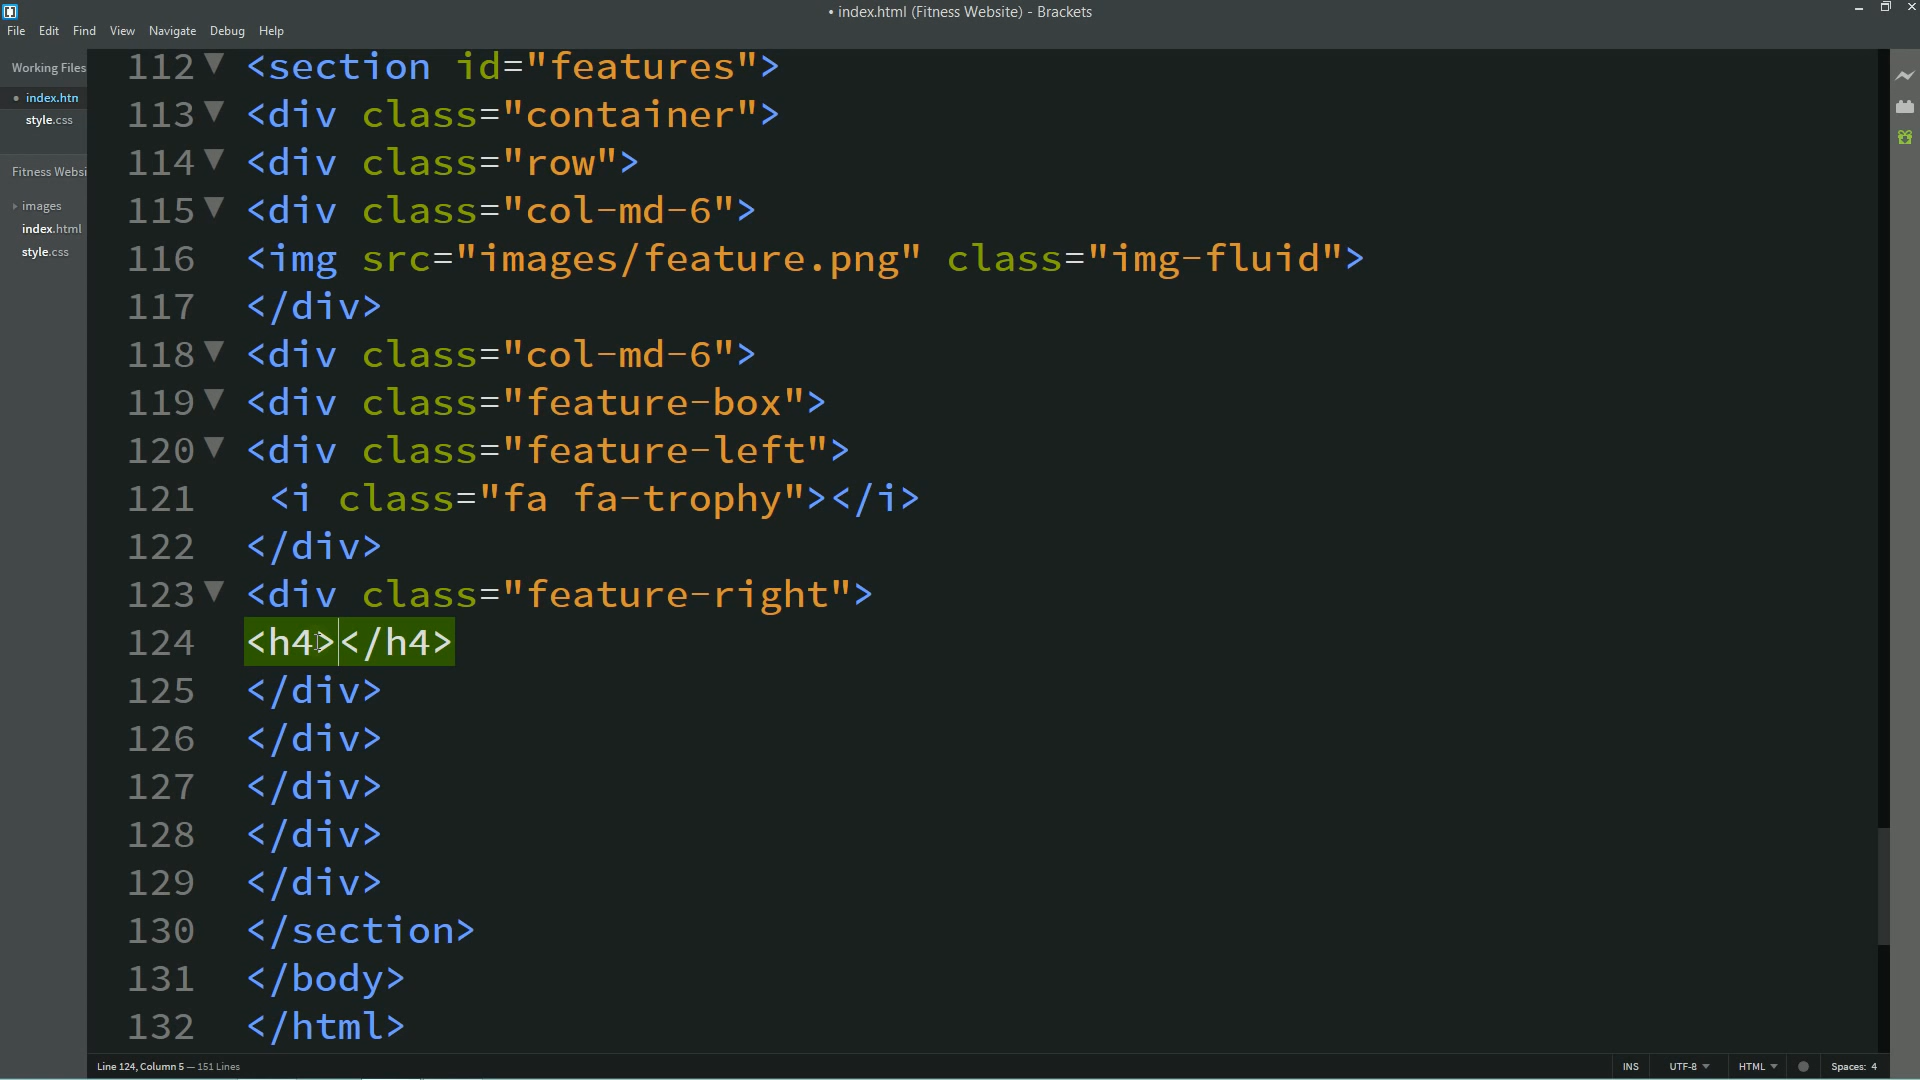 • index.html (Fitness Website) - Brackets
File Edit Find View Navigate Debug Help
Working Files
• index.htn
style.css
Fitness Websi
images
index.html
style.css
112 <section id="features">
113 <div class="container">
114 <div class="row">
115 <div class="col-md-6">
116 <img src="images/feature.png" class="img-fluid">
117 </div>
118 <div class="col-md-6">
119 <div class="feature-box">
120 <div class="feature-left">
121 <i class="fa fa-trophy"></i>
122 </div>
123 <div class="feature-right">
124 <h4></h4>
125 </div>
126 </div>
127 </div>
128 </div>
129 </div>
130 </section>
131 </body>
132 </html>
Line 124, Column 5 — 151 Lines
INS UTF-8 HTML Spaces: 4